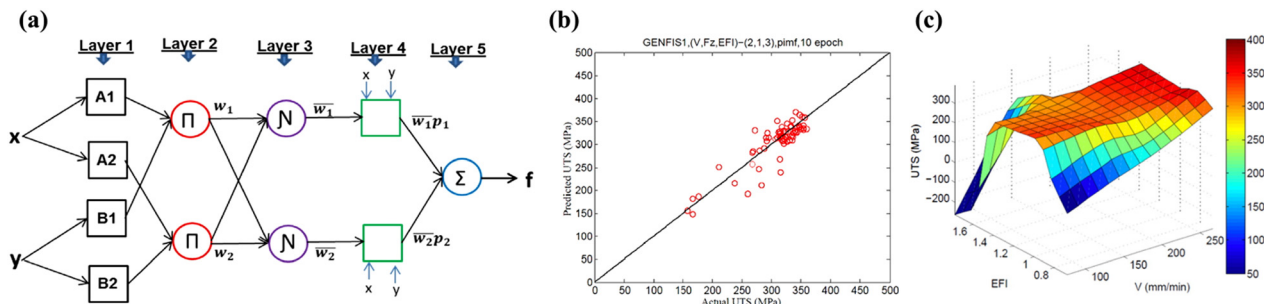 (a)
Layer 1
Layer 2
Layer 3
Layer 4
Layer 5
x y
A1
A2
B1
B2
x
y
Π
Π
w1
w2
N
N
w̅1̅
w̅2̅
w̅1̅p1
w̅2̅p2
x y
Σ
f
(b)
GENFIS1,(V,Fz,EFI)−(2,1,3),pimf,10 epoch
Predicted UTS (MPa)
500
450
400
350
300
250
200
150
100
50
0
0 50 100 150 200 250 300 350 400 450 500
Actual UTS (MPa)
(c)
UTS (MPa)
300
200
100
0
−100
−200
1.6
1.4
1.2
1
0.8
EFI
100
150
200
250
V (mm/min)
400
350
300
250
200
150
100
50